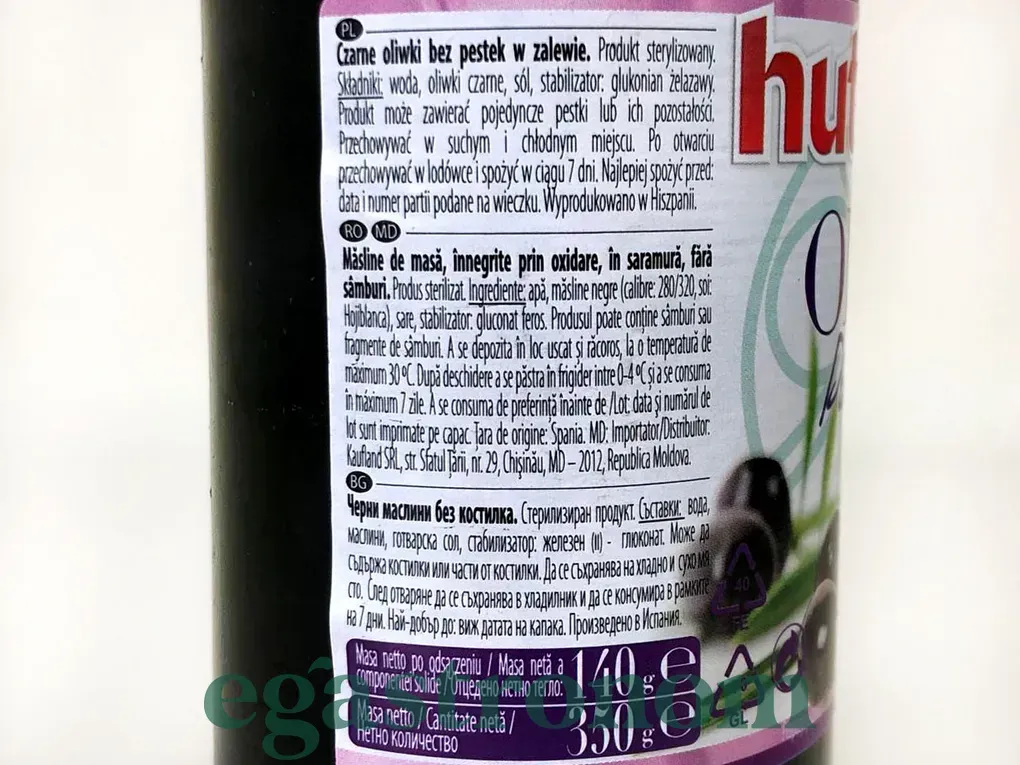 PL
Czarne oliwki bez pestek w zalewie. Produkt sterylizowany.
Składniki: woda, oliwki czarne, sól, stabilizator: glukonian żelazawy.
Produkt może zawierać pojedyncze pestki lub ich pozostałości.
Przechowywać w suchym i chłodnym miejscu. Po otwarciu
przechowywać w lodówce i spożyć w ciągu 7 dni. Najlepiej spożyć przed:
data i numer partii podane na wieczku. Wyprodukowano w Hiszpanii.
RO MD
Măsline de masă, înnegrite prin oxidare, în saramură, fără
sâmburi. Produs sterilizat. Ingrediente: apă, măsline negre (calibre: 280/320, soi:
Hojiblanca), sare, stabilizator: gluconat feros. Produsul poate conține sâmburi sau
fragmente de sâmburi. A se depozita în loc uscat și răcoros, la o temperatură de
maximum 30 ºC. După deschidere a se păstra în frigider intre 0-4 ºC și a se consuma
în maximum 7 zile. A se consuma de preferință înainte de /Lot: data și numărul de
lot sunt imprimate pe capac. Țara de origine: Spania. MD: Importator/Distribuitor:
Kaufland SRL, str. Sfatul Țării, nr. 29, Chișinău, MD – 2012, Republica Moldova.
BG
Черни маслини без костилка. Стерилизиран продукт. Съставки: вода,
маслини, готварска сол, стабилизатор: железен (II) - глюконат. Може да
съдържа костилки или части от костилки. Да се съхранява на хладно и сухо мя
сто. След отваряне да се съхранява в хладилник и да се консумира в рамките
на 7 дни. Най-добър до: виж датата на капака. Произведено в Испания.
Masa netto po odsączeniu / Masa netă a
componentei solide / Отцедено нетно тегло: 140 g e
Masa netto / Cantitate netă /
Нетно количество 350 g e
hut
40
FE
GL
egastronom